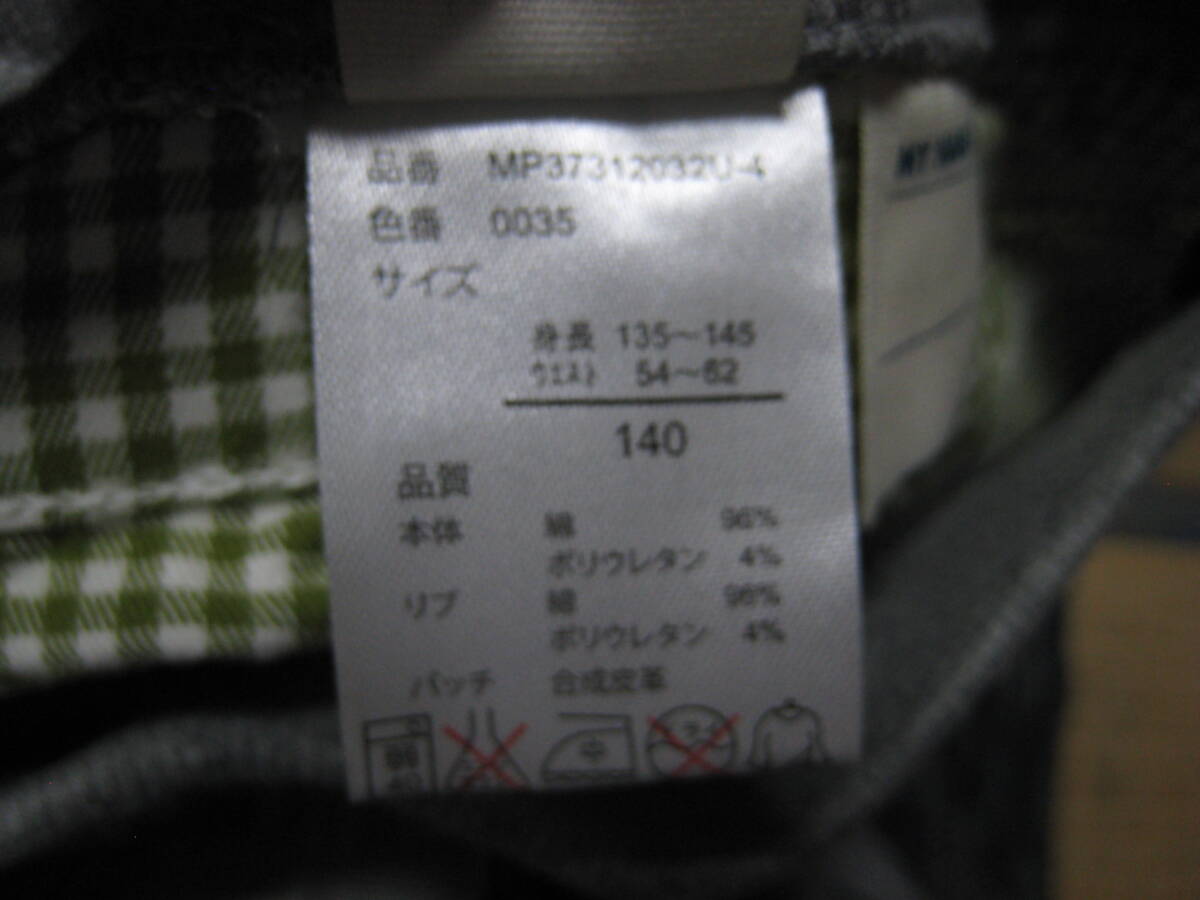 品番 MP37312032U-4
色番 0035
サイズ
身長 135〜145
ウエスト 54〜62
140
品質
本体 綿 96%
ポリウレタン 4%
リブ 綿 96%
ポリウレタン 4%
パッチ 合成皮革
中